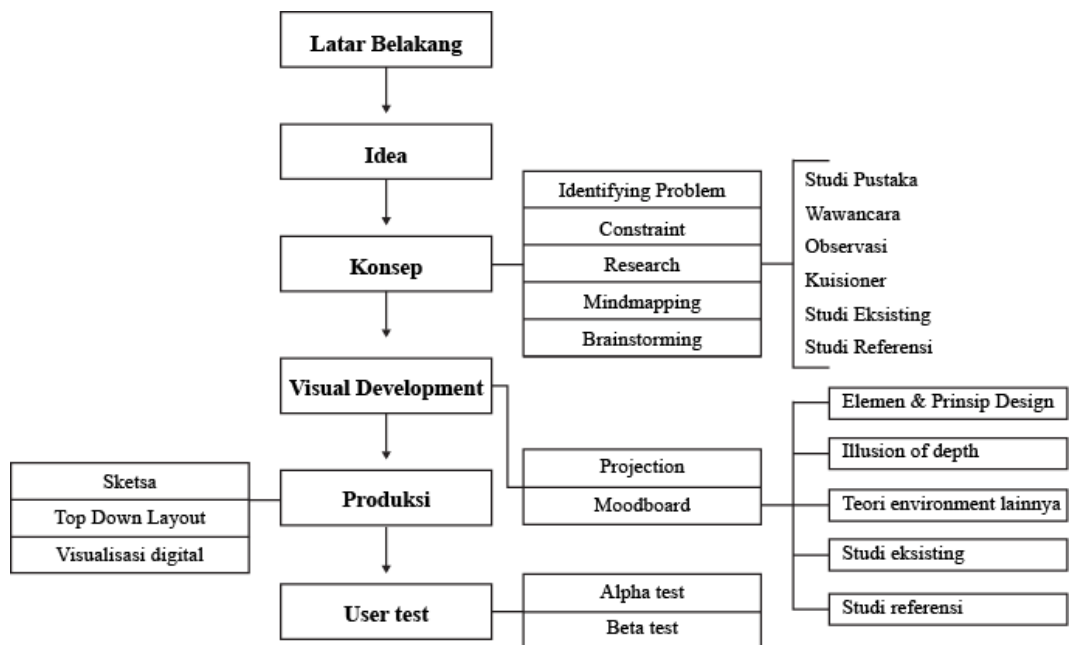 Latar Belakang
Idea
Konsep
Identifying Problem
Constraint
Research
Mindmapping
Brainstorming
Studi Pustaka
Wawancara
Observasi
Kuisioner
Studi Eksisting
Studi Referensi
Visual Development
Projection
Moodboard
Elemen & Prinsip Design
Illusion of depth
Teori environment lainnya
Studi eksisting
Studi referensi
Produksi
Sketsa
Top Down Layout
Visualisasi digital
User test
Alpha test
Beta test